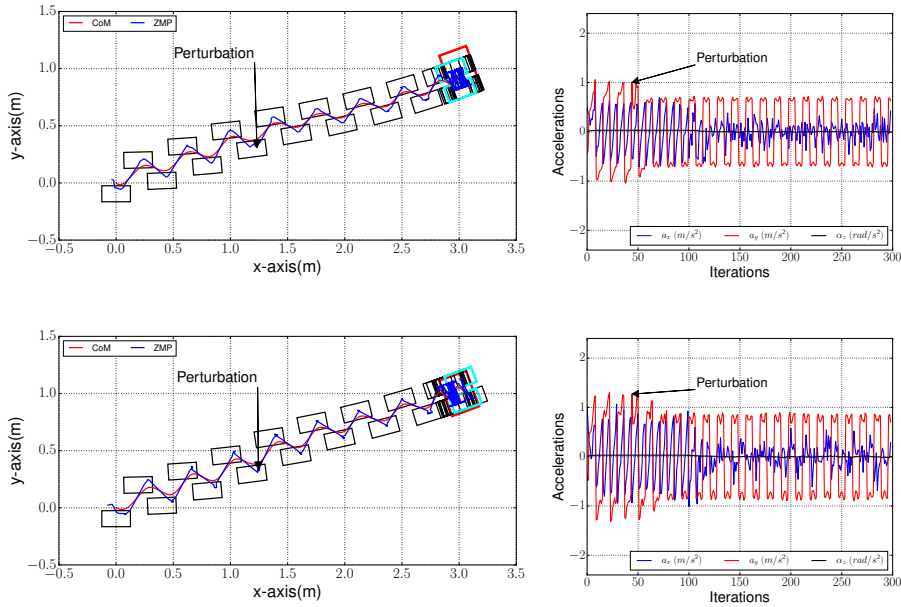 1.5
1.0
0.5
0.0
−0.5
y-axis(m)
CoM
ZMP
Perturbation
−0.5 0.0 0.5 1.0 1.5 2.0 2.5 3.0 3.5
x-axis(m)
2
1
0
−1
−2
Accelerations
Perturbation
a_x (m/s²) a_y (m/s²) α_z (rad/s²)
0 50 100 150 200 250 300
Iterations
1.5
1.0
0.5
0.0
−0.5
y-axis(m)
CoM
ZMP
Perturbation
−0.5 0.0 0.5 1.0 1.5 2.0 2.5 3.0 3.5
x-axis(m)
2
1
0
−1
−2
Accelerations
Perturbation
a_x (m/s²) a_y (m/s²) α_z (rad/s²)
0 50 100 150 200 250 300
Iterations